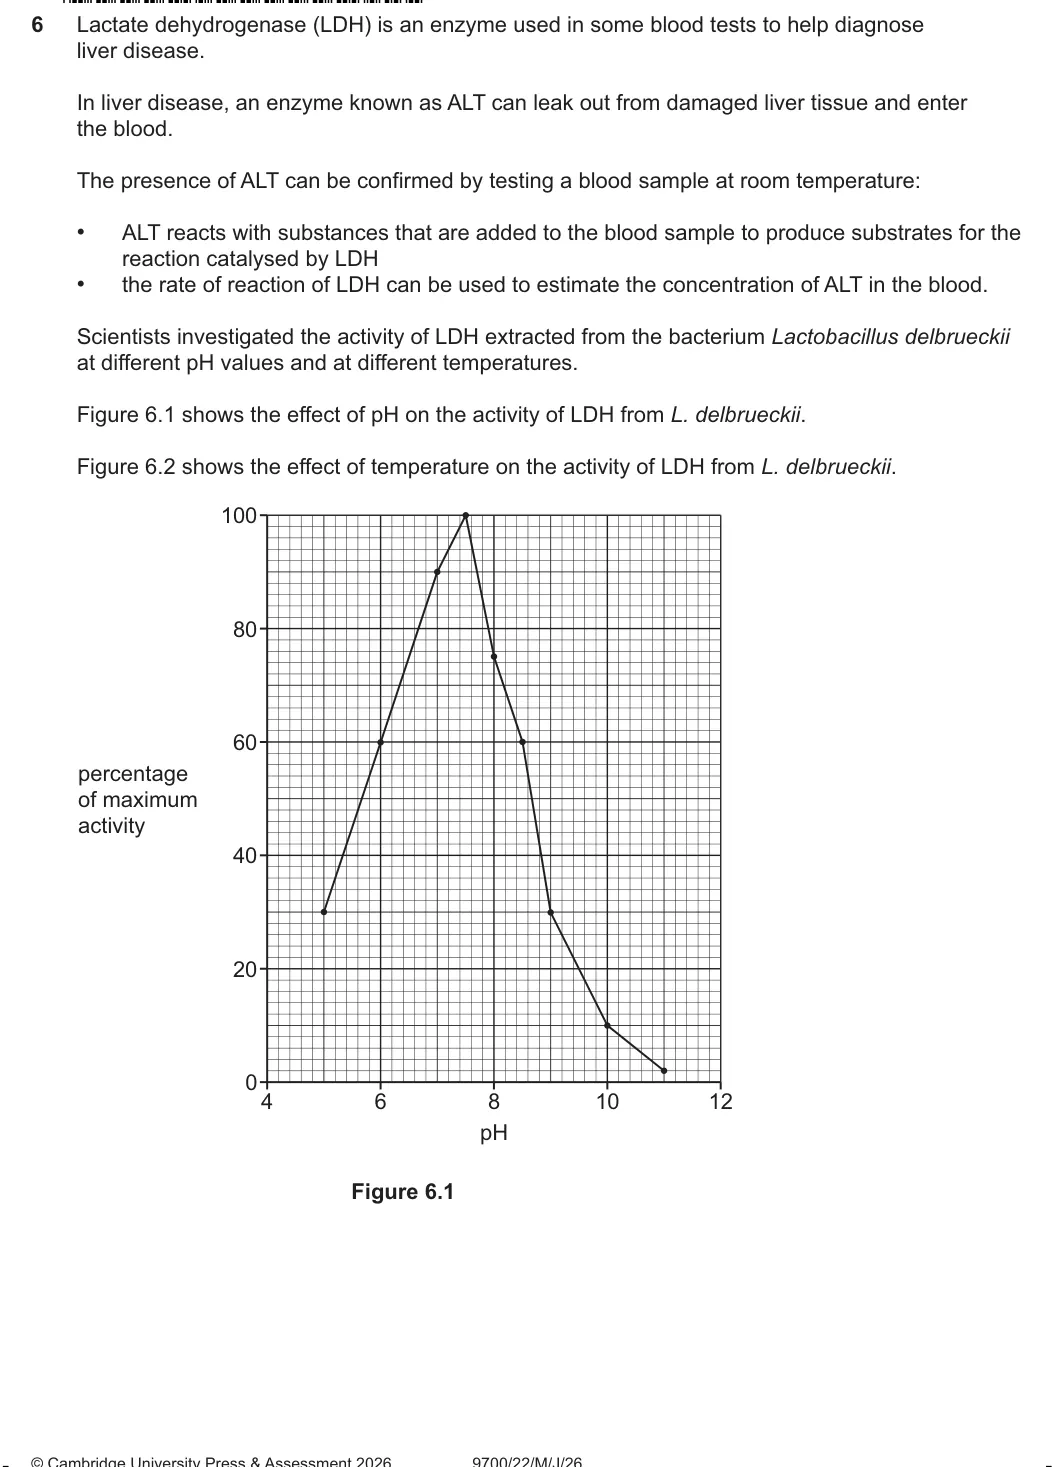 6 Lactate dehydrogenase (LDH) is an enzyme used in some blood tests to help diagnose
liver disease.
In liver disease, an enzyme known as ALT can leak out from damaged liver tissue and enter
the blood.
The presence of ALT can be confirmed by testing a blood sample at room temperature:
• ALT reacts with substances that are added to the blood sample to produce substrates for the
reaction catalysed by LDH
• the rate of reaction of LDH can be used to estimate the concentration of ALT in the blood.
Scientists investigated the activity of LDH extracted from the bacterium Lactobacillus delbrueckii
at different pH values and at different temperatures.
Figure 6.1 shows the effect of pH on the activity of LDH from L. delbrueckii.
Figure 6.2 shows the effect of temperature on the activity of LDH from L. delbrueckii.
100
80
60
percentage
of maximum
activity
40
20
0
4 6 8 10 12
pH
Figure 6.1
© Cambridge University Press & Assessment 2026 9700/22/M/J/26